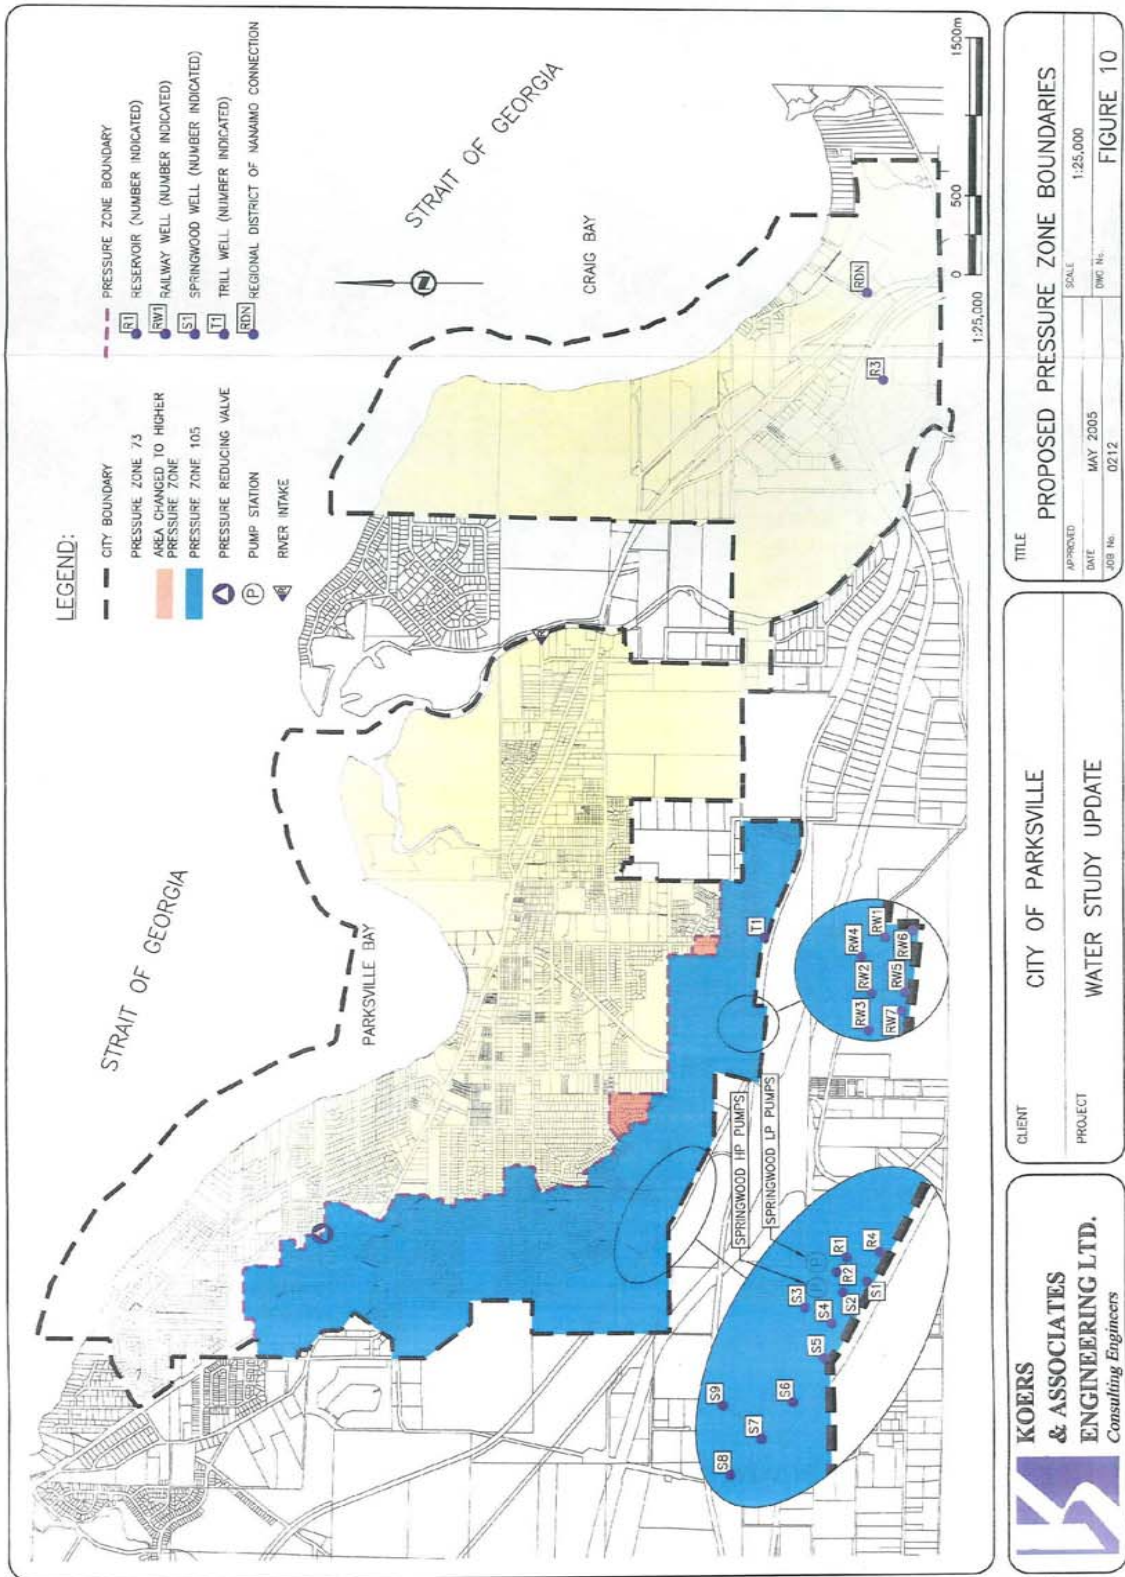 LEGEND:
CITY BOUNDARY
PRESSURE ZONE 73
AREA CHANGED TO HIGHER
PRESSURE ZONE
PRESSURE ZONE 105
PRESSURE REDUCING VALVE
P
PUMP STATION
RIVER INTAKE
PRESSURE ZONE BOUNDARY
R1
RESERVOIR (NUMBER INDICATED)
RW1
RAILWAY WELL (NUMBER INDICATED)
S1
SPRINGWOOD WELL (NUMBER INDICATED)
T1
TRILL WELL (NUMBER INDICATED)
RDN
REGIONAL DISTRICT OF NANAIMO CONNECTION
STRAIT OF GEORGIA
PARKSVILLE BAY
STRAIT OF GEORGIA
CRAIG BAY
N
RDN
R3
T1
SPRINGWOOD HP PUMPS
SPRINGWOOD LP PUMPS
S8
S9
S7
S6
S5
S3
S4
S2
R2
R1
S1
R4
P
P
RW3
RW2
RW4
RW1
RW7
RW5
RW6
0
500
1500m
1:25,000
KOERS
& ASSOCIATES
ENGINEERING LTD.
Consulting Engineers
CLIENT
CITY OF PARKSVILLE
PROJECT
WATER STUDY UPDATE
TITLE
PROPOSED PRESSURE ZONE BOUNDARIES
APPROVED
SCALE
1:25,000
DATE
MAY 2005
JOB No.
0212
DWG No.
FIGURE 10